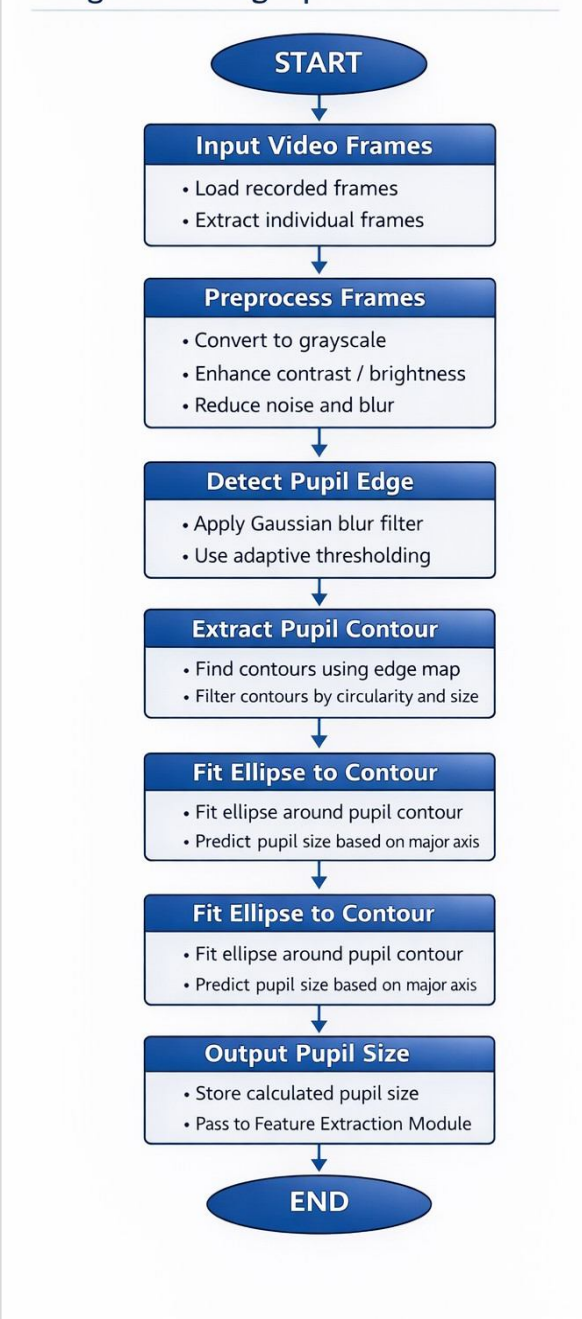 START
Input Video Frames
• Load recorded frames
• Extract individual frames
Preprocess Frames
• Convert to grayscale
• Enhance contrast / brightness
• Reduce noise and blur
Detect Pupil Edge
• Apply Gaussian blur filter
• Use adaptive thresholding
Extract Pupil Contour
• Find contours using edge map
• Filter contours by circularity and size
Fit Ellipse to Contour
• Fit ellipse around pupil contour
• Predict pupil size based on major axis
Fit Ellipse to Contour
• Fit ellipse around pupil contour
• Predict pupil size based on major axis
Output Pupil Size
• Store calculated pupil size
• Pass to Feature Extraction Module
END